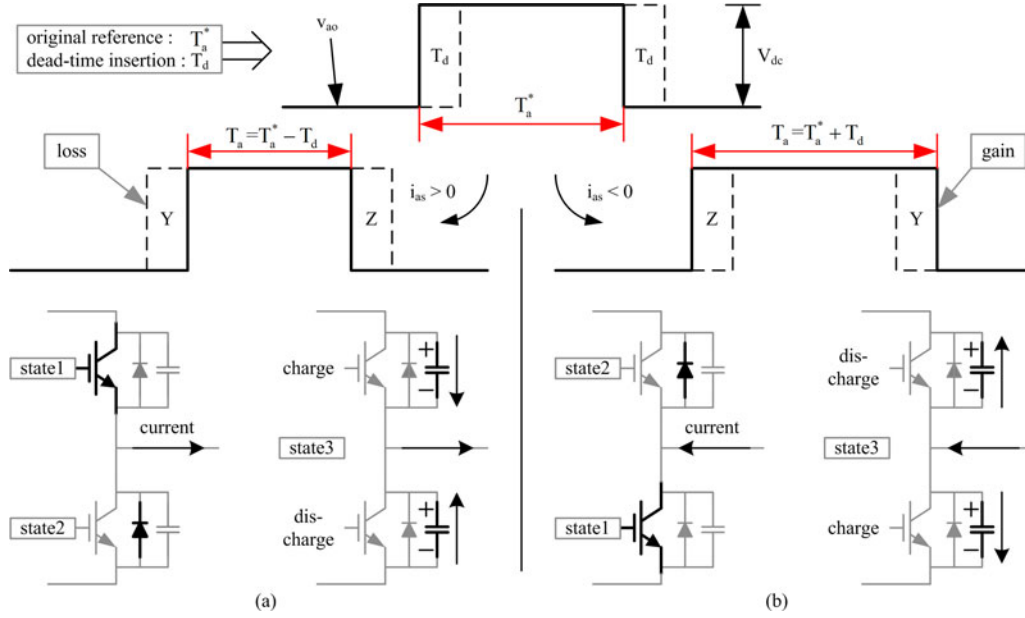 original reference : T*a
dead-time insertion : Td
vao
Td
Td
Vdc
T*a
loss
Ta=T*a − Td
Y
Z
ias > 0
ias < 0
Ta=T*a + Td
gain
Z
Y
state1
current
state2
charge
+
−
state3
dis-
charge
+
−
state2
current
state1
dis-
charge
+
−
state3
charge
+
−
(a)
(b)